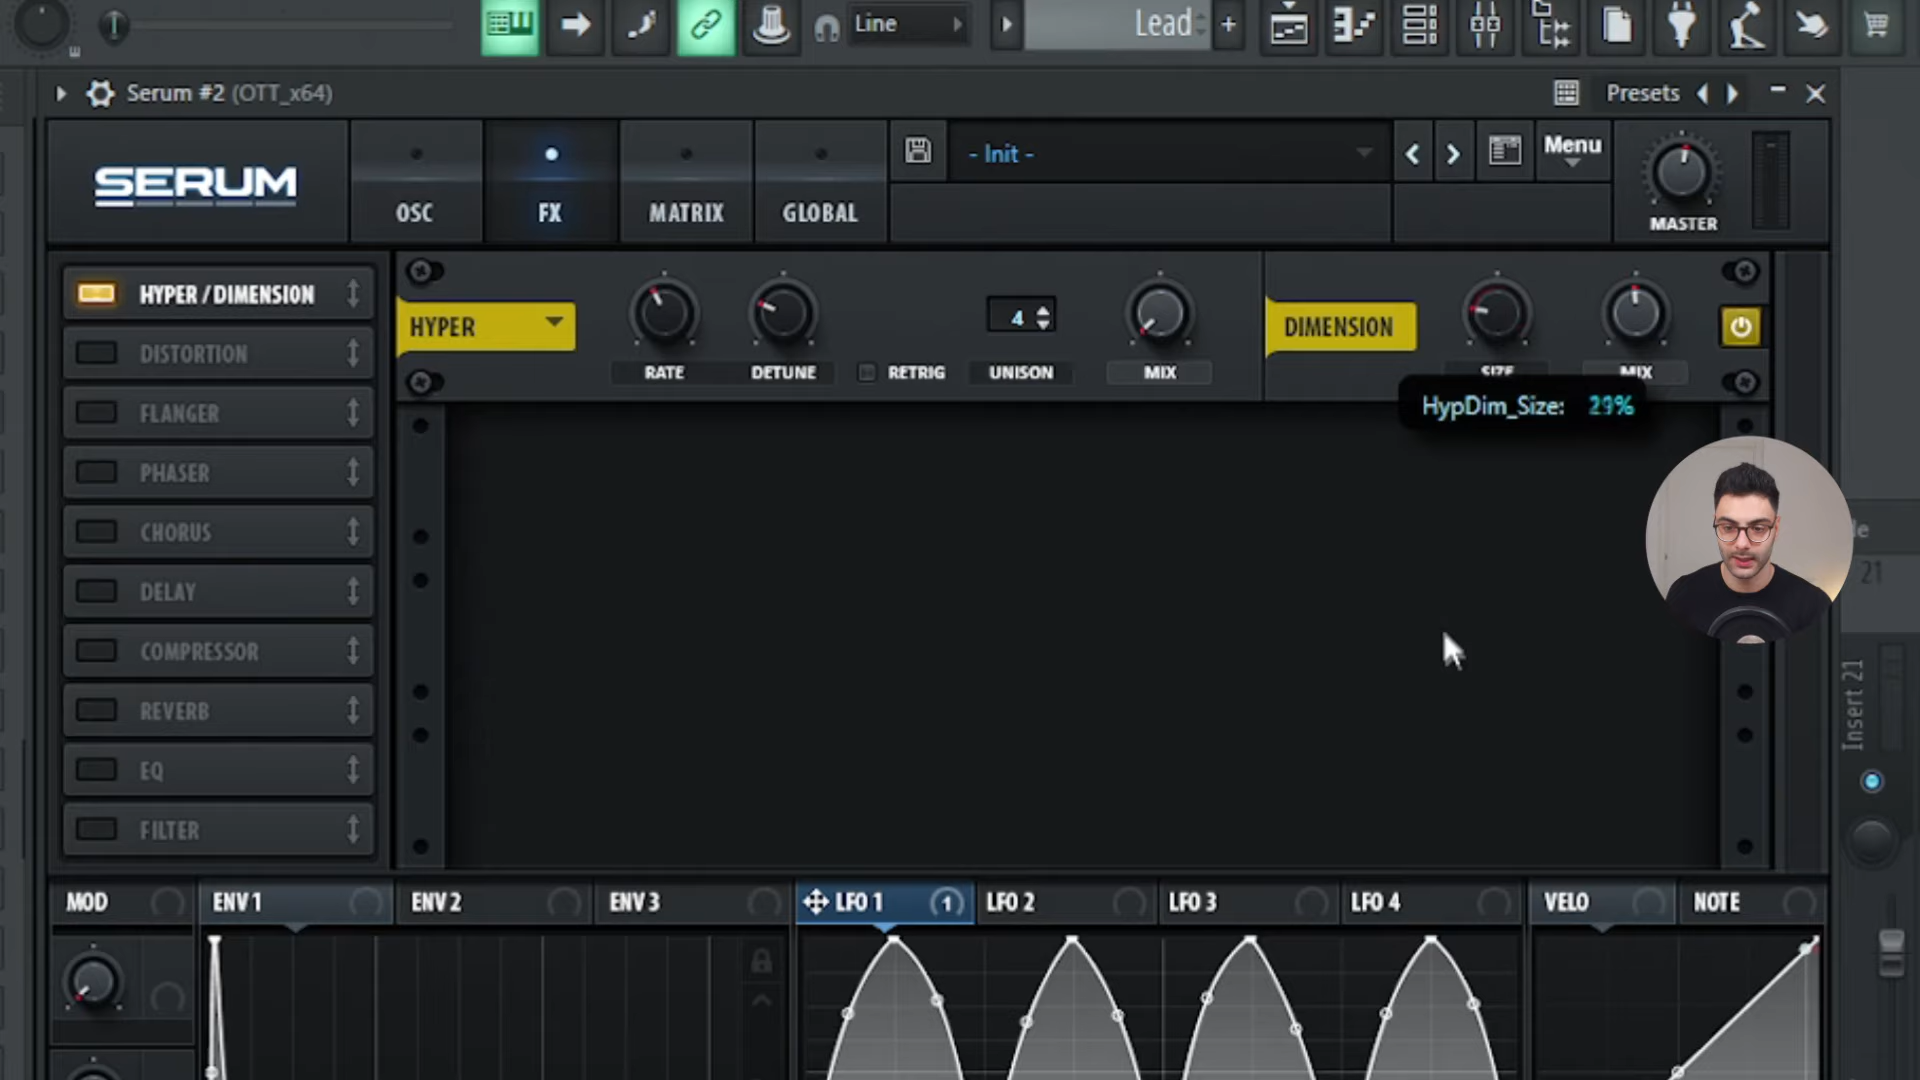 Line
Lead
+
Serum #2 (OTT_x64)
Presets
SERUM
OSC
FX
MATRIX
GLOBAL
- Init -
Menu
MASTER
HYPER / DIMENSION
DISTORTION
FLANGER
PHASER
CHORUS
DELAY
COMPRESSOR
REVERB
EQ
FILTER
HYPER
RATE
DETUNE
RETRIG
4
UNISON
MIX
DIMENSION
SIZE
MIX
HypDim_Size: 29%
21
Insert 21
MOD
ENV 1
ENV 2
ENV 3
LFO 1
1
LFO 2
LFO 3
LFO 4
VELO
NOTE